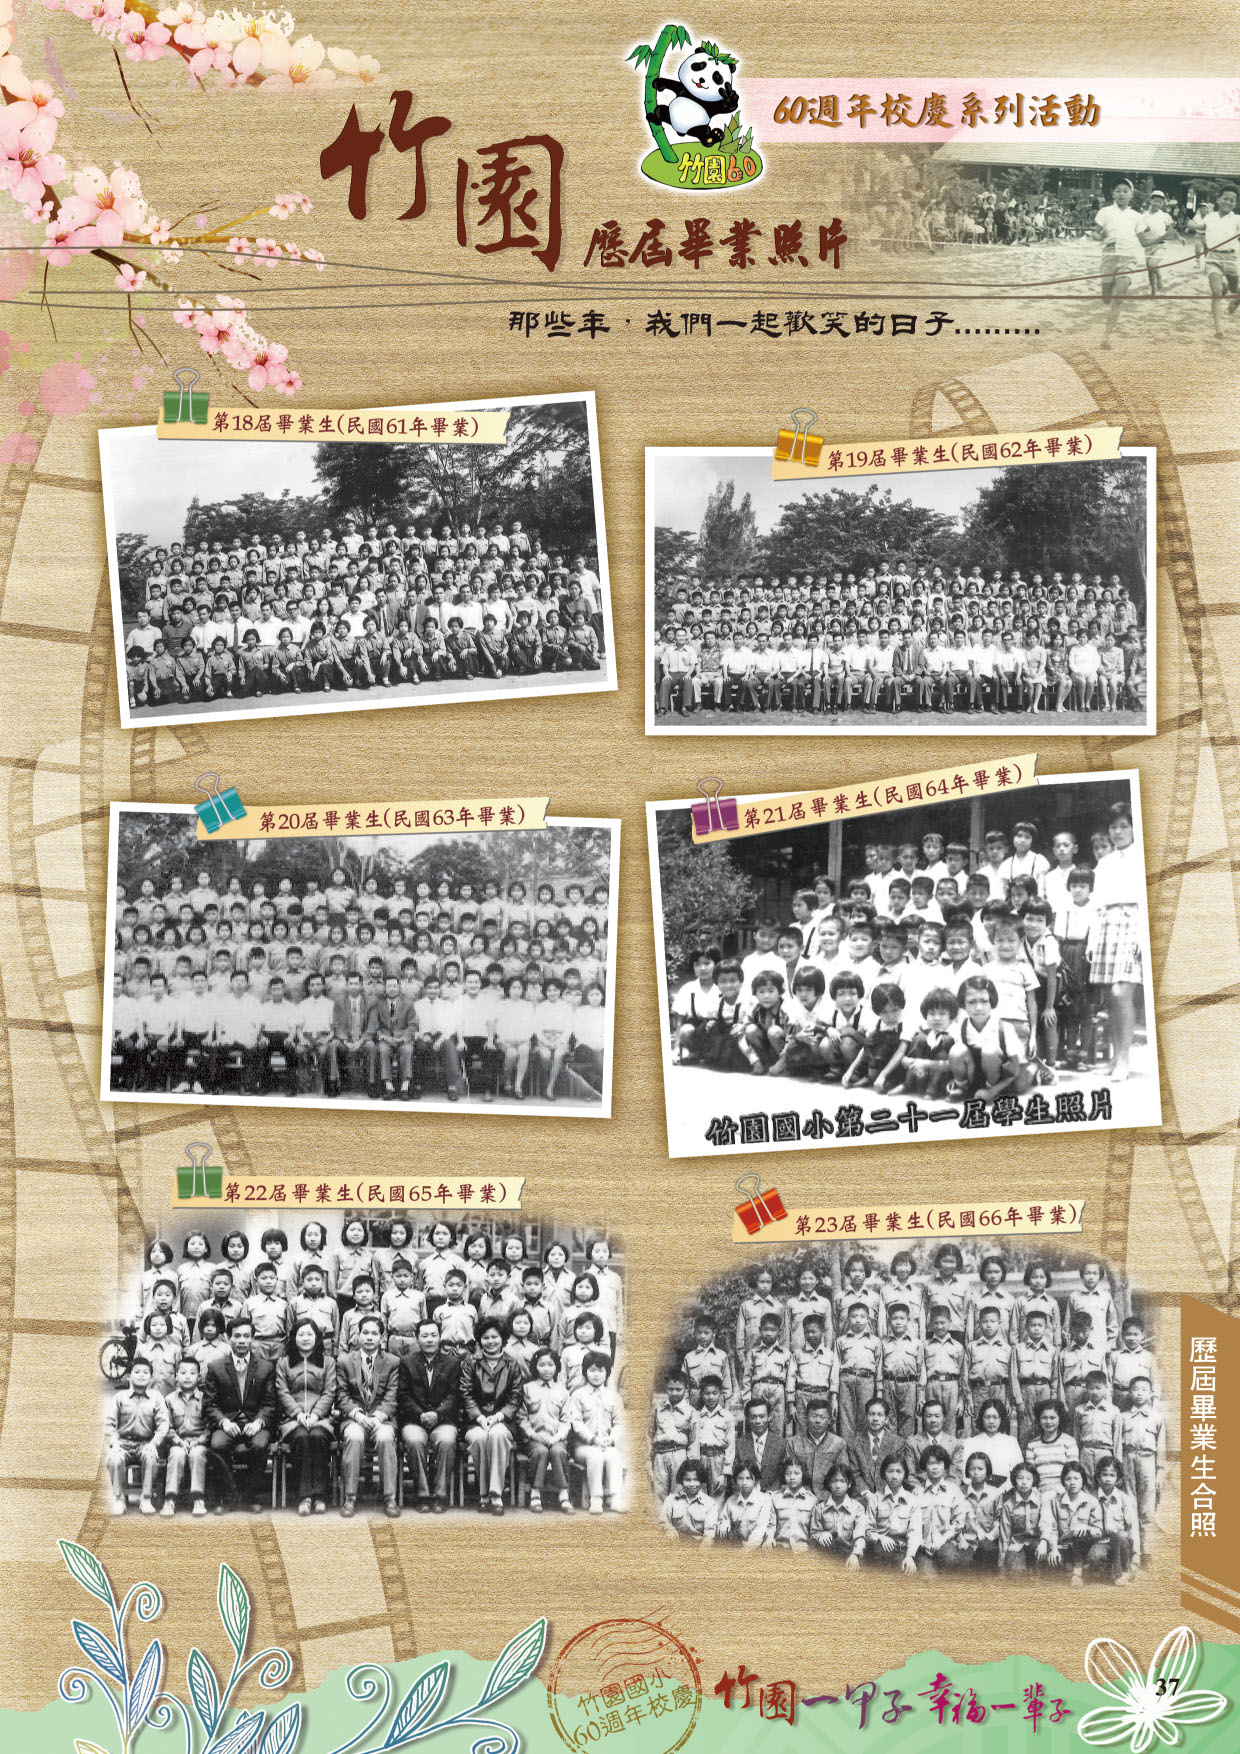 竹園60
60週年校慶系列活動
竹園
歷屆畢業照片
那些年‧我們一起歡笑的日子.........
第18屆畢業生(民國61年畢業)
第19屆畢業生(民國62年畢業)
第20屆畢業生(民國63年畢業)
第21屆畢業生(民國64年畢業)
竹園國小第二十一屆學生照片
第22屆畢業生(民國65年畢業)
第23屆畢業生(民國66年畢業)
歷屆畢業生合照
竹園國小
60週年校慶
竹園一甲子 幸福一輩子
37